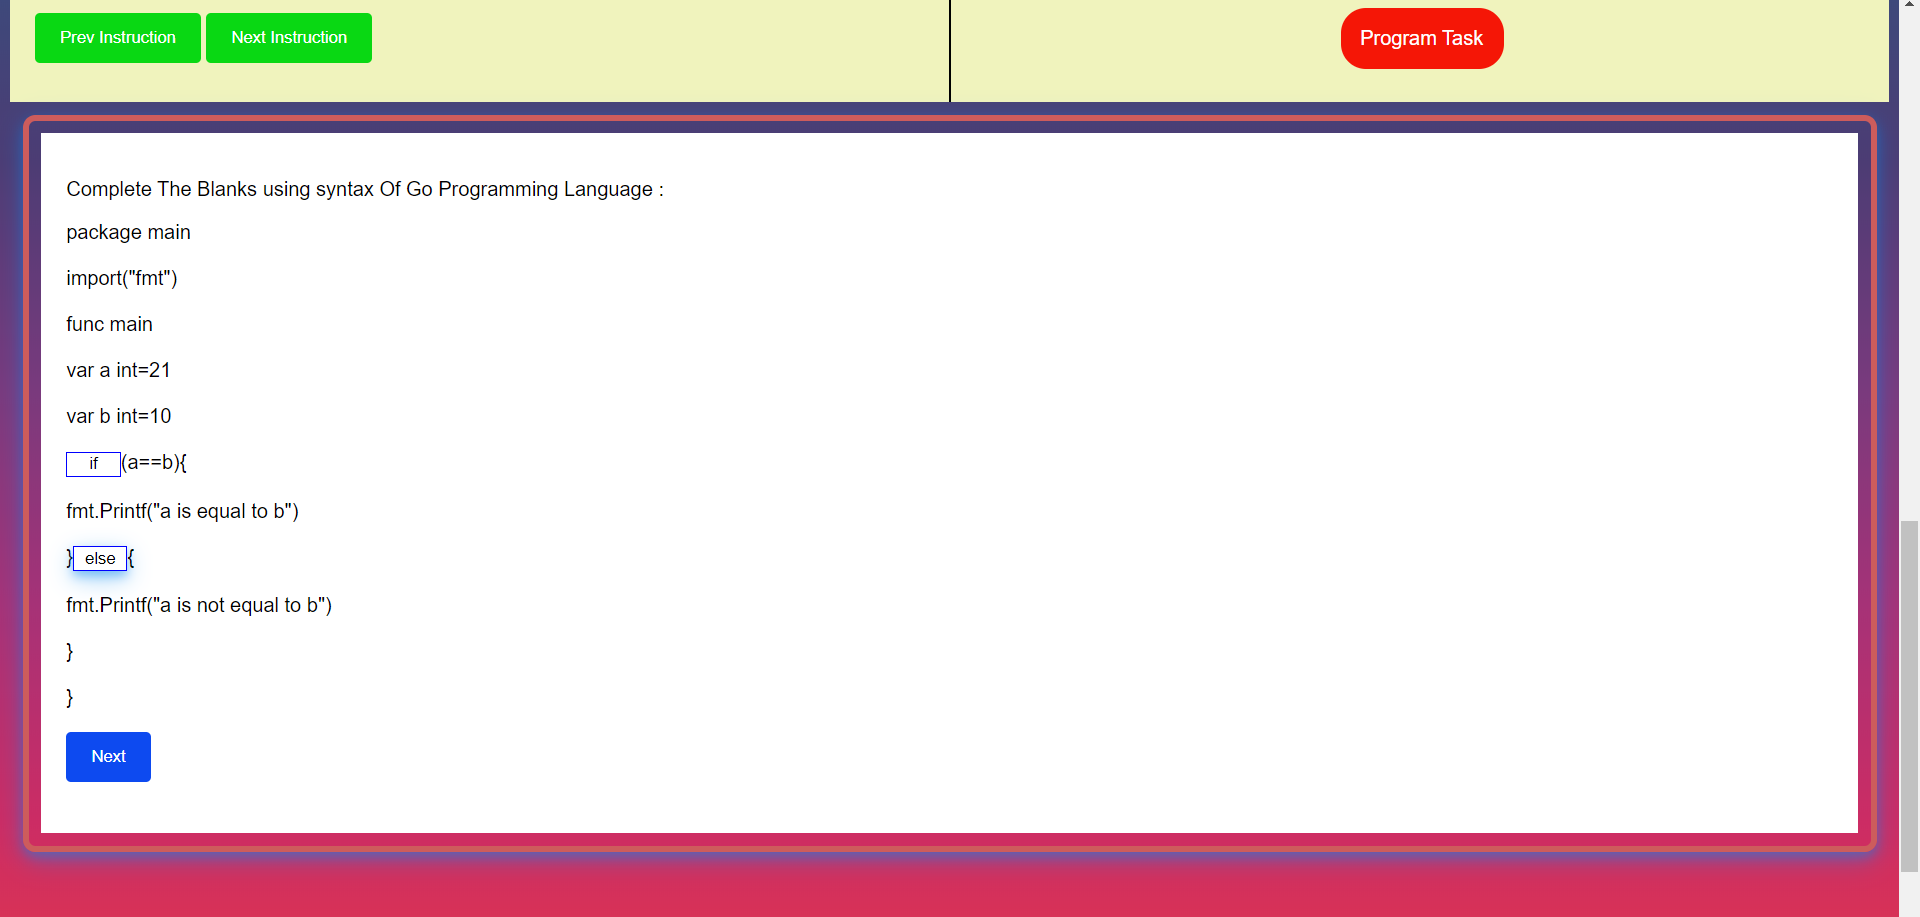 Prev Instruction Next Instruction Program Task
Complete The Blanks using syntax Of Go Programming Language :
package main
import("fmt")
func main
var a int=21
var b int=10
if(a==b){
fmt.Printf("a is equal to b")
}else{
fmt.Printf("a is not equal to b")
}
}
Next